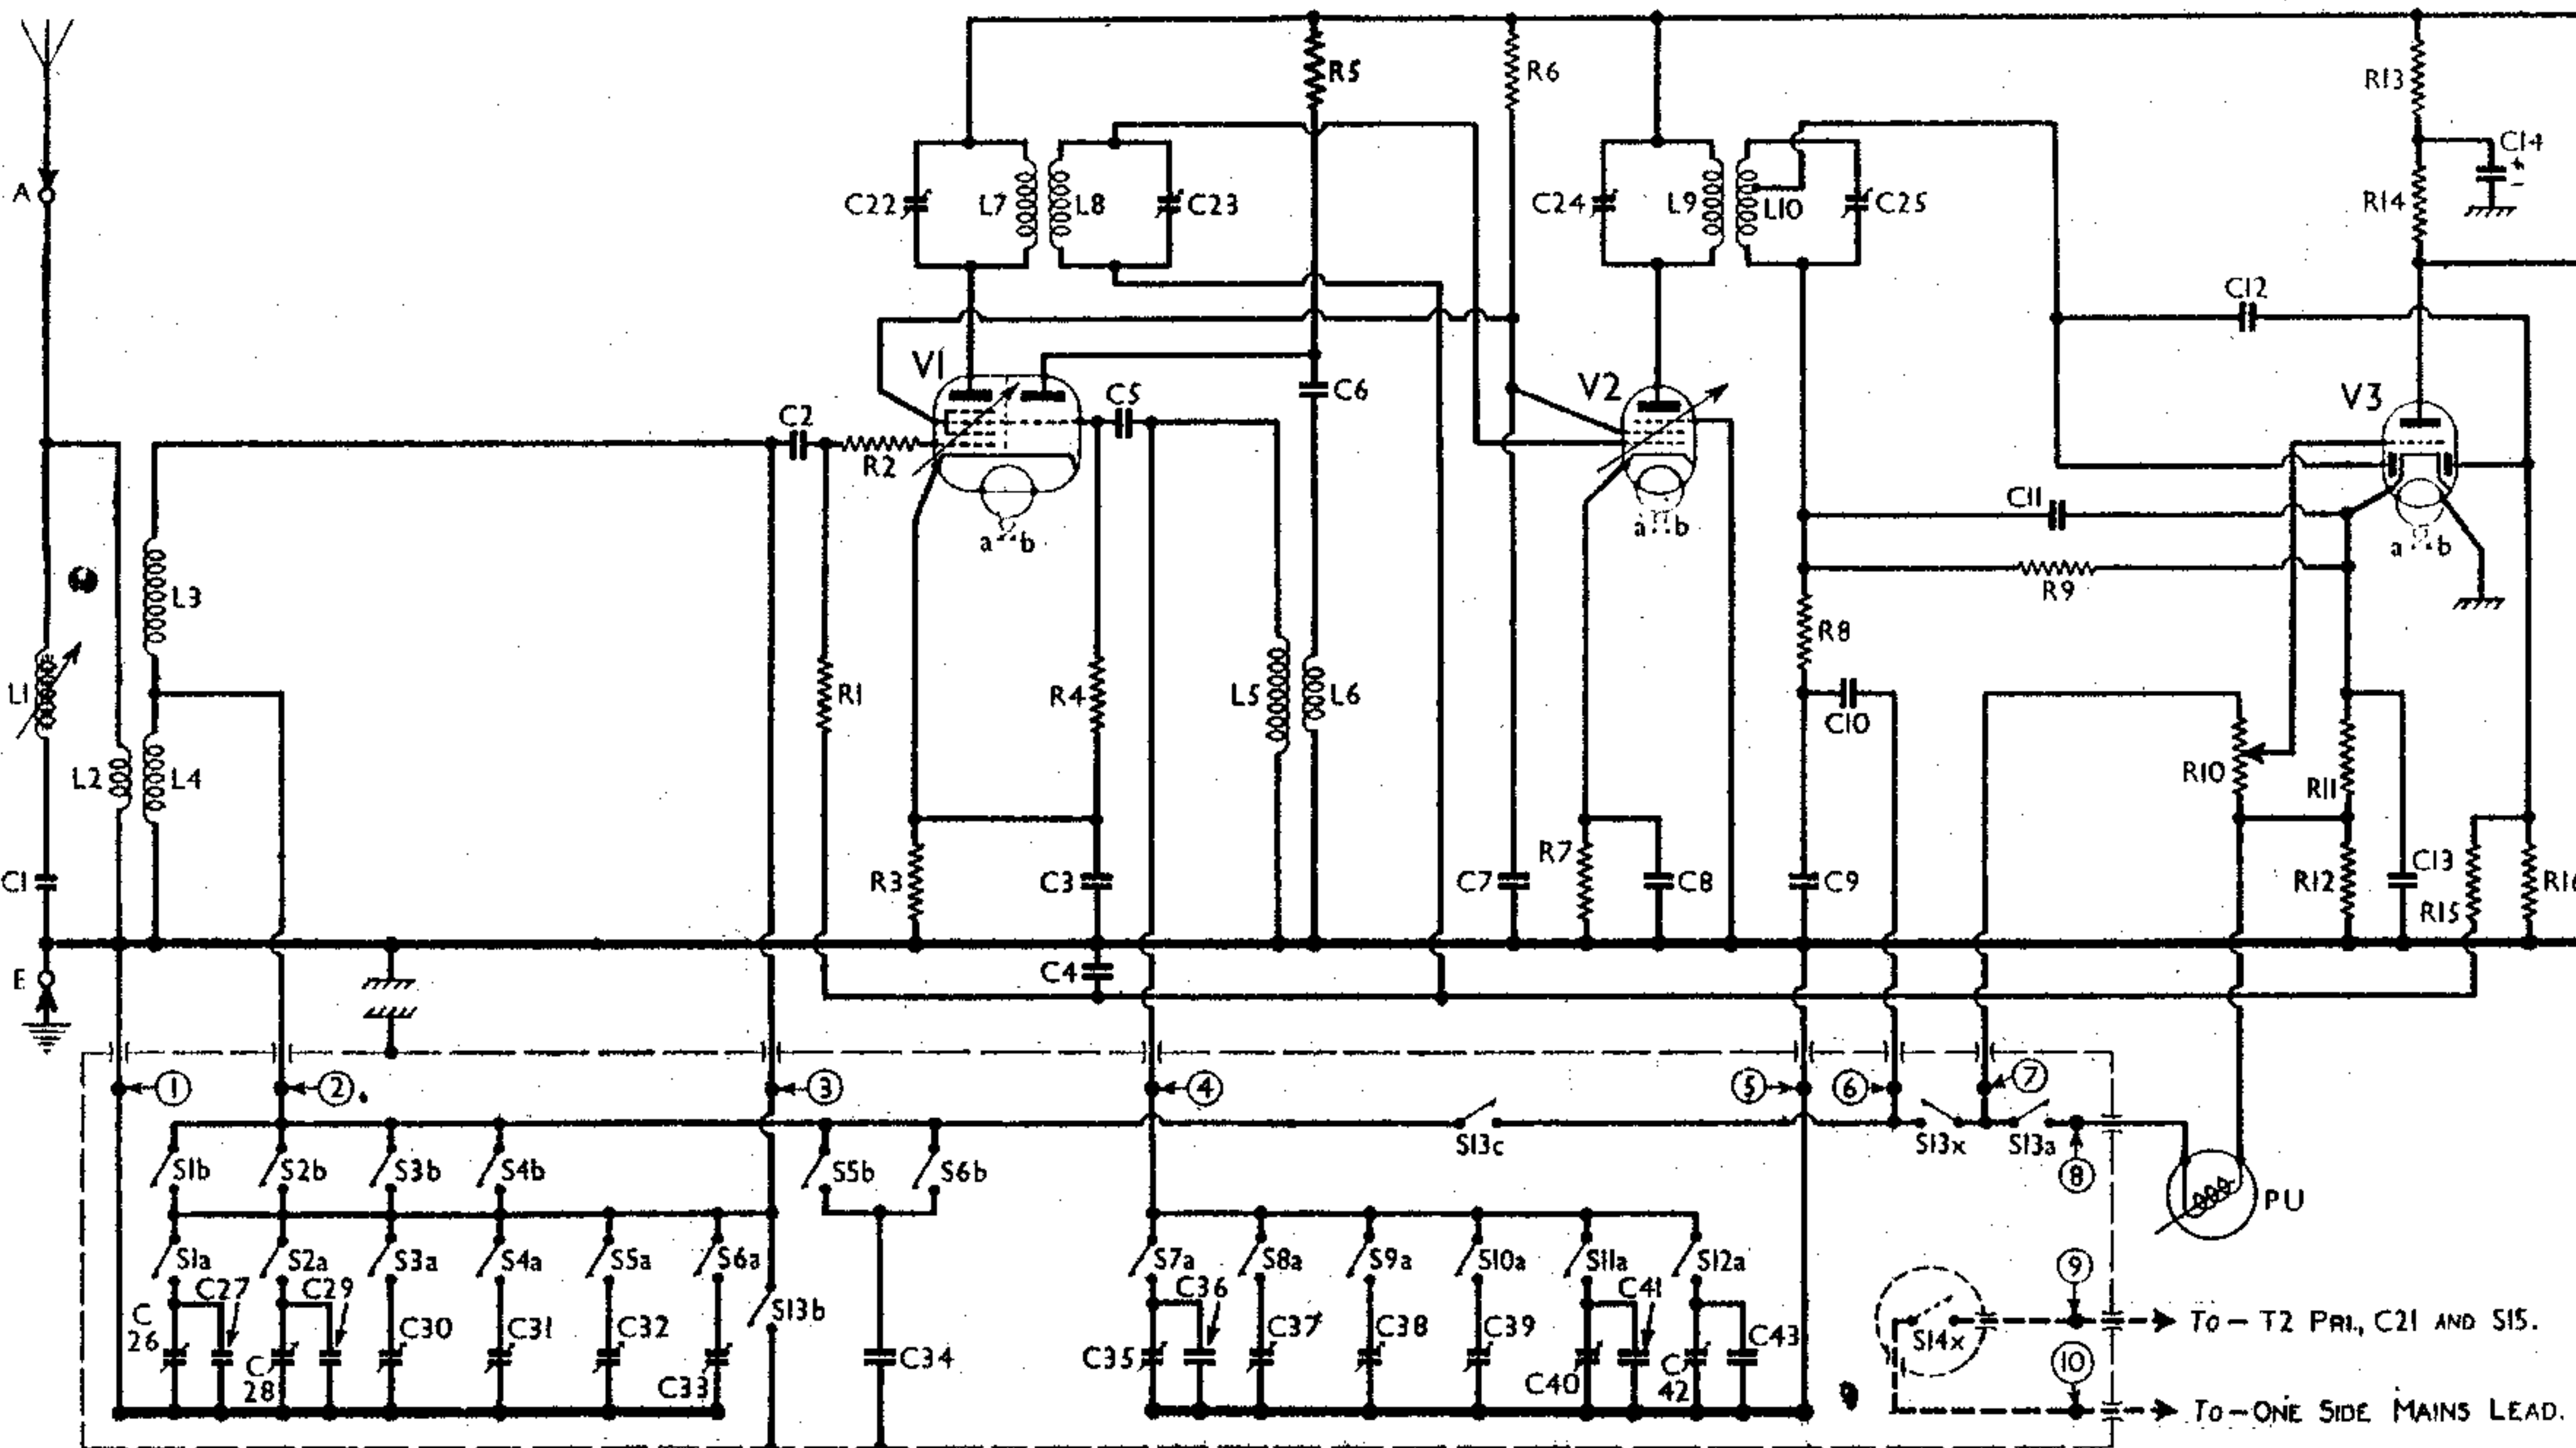 R5
R6
R13
C14
+
-
A
C22
L7
L8
C23
C24
L9
L10
C25
R14
C12
V1
C6
V2
V3
C2
C5
R2
a b
a b
C11
a b
R9
L3
R8
L1
R1
R4
L5
L6
C10
L2
L4
R10
R11
C1
R3
C3
C7
R7
C8
C9
R12
C13
R15
R16
E
C4
1
2
3
4
5
6
7
S1b
S2b
S3b
S4b
S5b
S6b
S13c
S13x
S13a
8
PU
S1a
S2a
S3a
S4a
S5a
S6a
S7a
S8a
S9a
S10a
S11a
S12a
C27
C29
C36
C41
9
S13b
S14x
To – T2 PRI., C21 AND S15.
C 26
C 28
C30
C31
C32
C33
C34
C35
C37
C38
C39
C40
C 42
C43
10
To – ONE SIDE MAINS LEAD.